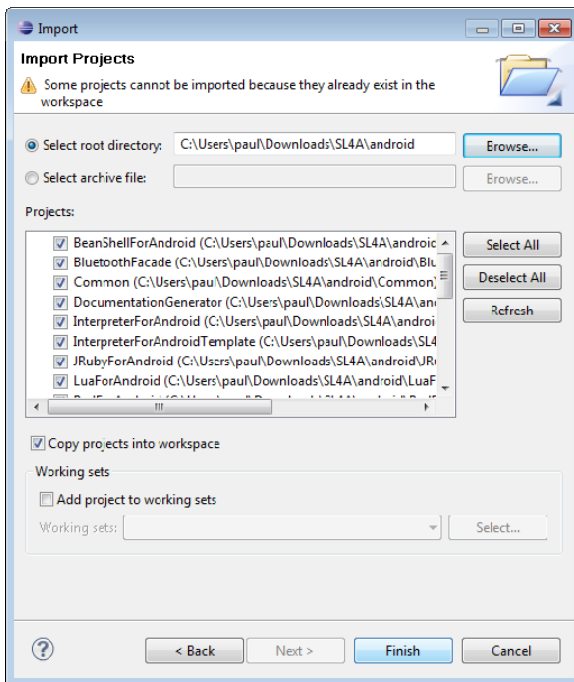 Import
Import Projects
Some projects cannot be imported because they already exist in the
workspace
Select root directory: C:\Users\paul\Downloads\SL4A\android Browse...
Select archive file: Browse...
Projects:
BeanShellForAndroid (C:\Users\paul\Downloads\SL4A\android
BluetoothFacade (C:\Users\paul\Downloads\SL4A\android\Blu
Common (C:\Users\paul\Downloads\SL4A\android\Common)
DocumentationGenerator (C:\Users\paul\Downloads\SL4A\an
InterpreterForAndroid (C:\Users\paul\Downloads\SL4A\androi
InterpreterForAndroidTemplate (C:\Users\paul\Downloads\SL4
JRubyForAndroid (C:\Users\paul\Downloads\SL4A\android\JRu
LuaForAndroid (C:\Users\paul\Downloads\SL4A\android\LuaF
Select All
Deselect All
Refresh
Copy projects into workspace
Working sets
Add project to working sets
Working sets: Select...
< Back Next > Finish Cancel